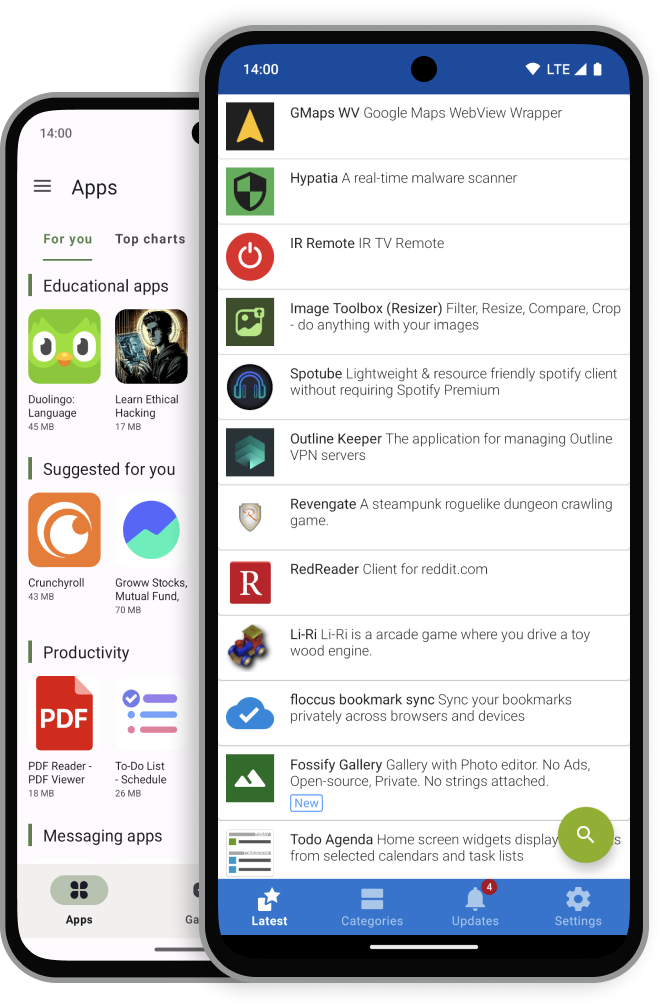 14:00
Apps
For you
Top charts
Educational apps
Duolingo:
Language
45 MB
Learn Ethical
Hacking
17 MB
Suggested for you
Crunchyroll
43 MB
Groww Stocks,
Mutual Fund,
70 MB
Productivity
PDF
PDF Reader -
PDF Viewer
18 MB
To-Do List
- Schedule
26 MB
Messaging apps
Apps
Ga
14:00
LTE
GMaps WV Google Maps WebView Wrapper
Hypatia A real-time malware scanner
IR Remote IR TV Remote
Image Toolbox (Resizer) Filter, Resize, Compare, Crop
- do anything with your images
Spotube Lightweight & resource friendly spotify client
without requiring Spotify Premium
Outline Keeper The application for managing Outline
VPN servers
Revengate A steampunk roguelike dungeon crawling
game.
R
RedReader Client for reddit.com
Li-Ri Li-Ri is a arcade game where you drive a toy
wood engine.
floccus bookmark sync Sync your bookmarks
privately across browsers and devices
Fossify Gallery Gallery with Photo editor. No Ads,
Open-source, Private. No strings attached.
New
Todo Agenda Home screen widgets display
from selected calendars and task lists
Latest
Categories
4
Updates
Settings